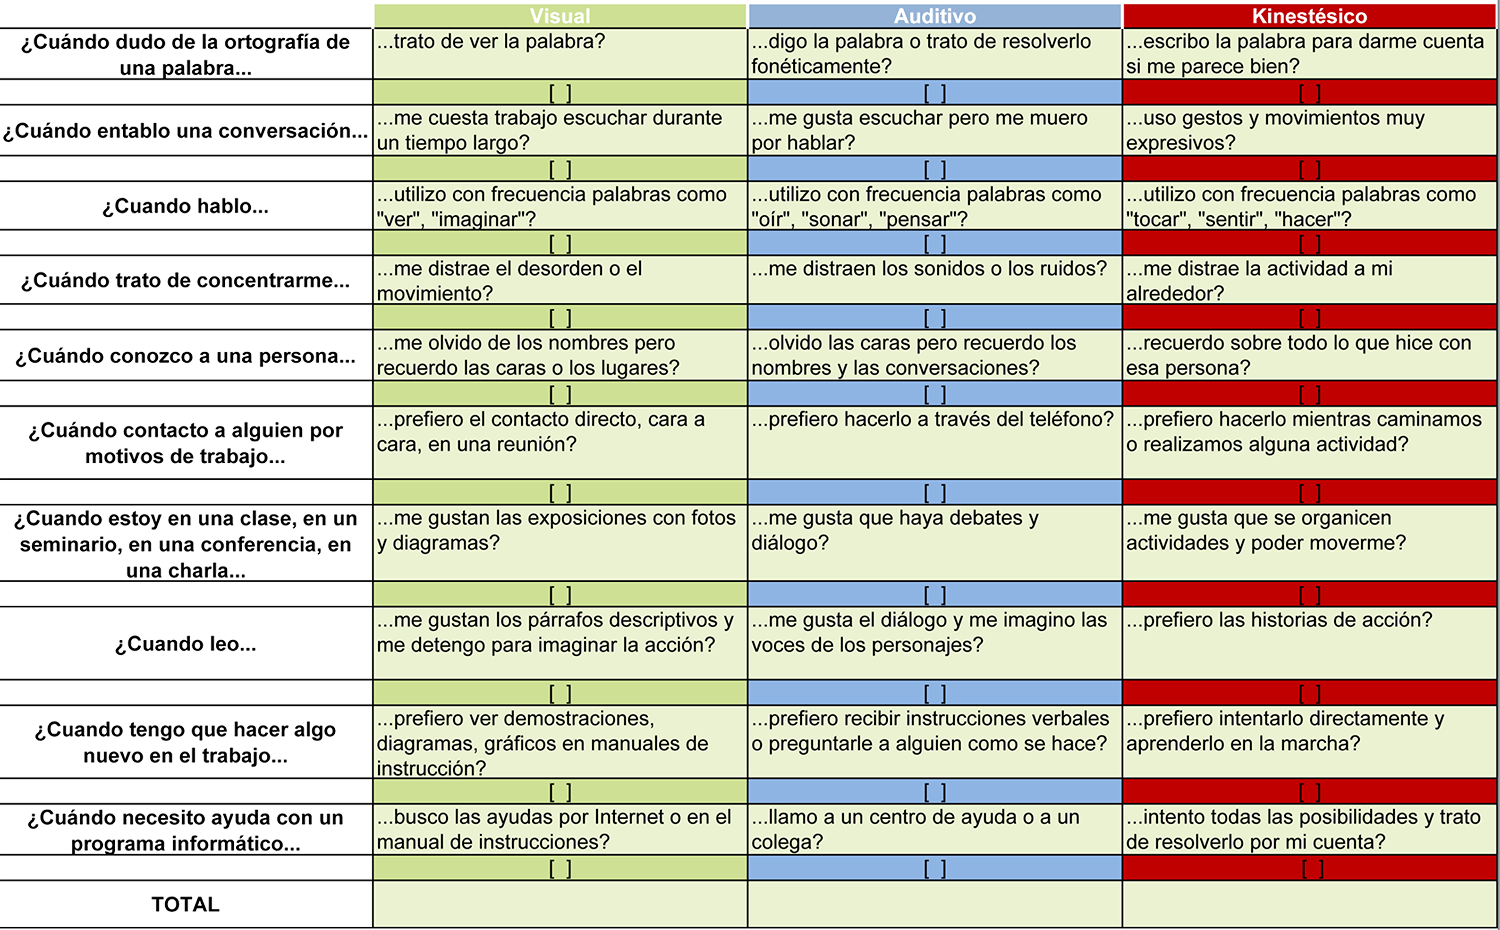 Visual Auditivo Kinestésico
¿Cuándo dudo de la ortografía de
una palabra...
...trato de ver la palabra?
...digo la palabra o trato de resolverlo
fonéticamente?
...escribo la palabra para darme cuenta
si me parece bien?
[ ] [ ] [ ]
¿Cuándo entablo una conversación...
...me cuesta trabajo escuchar durante
un tiempo largo?
...me gusta escuchar pero me muero
por hablar?
...uso gestos y movimientos muy
expresivos?
[ ] [ ] [ ]
¿Cuando hablo...
...utilizo con frecuencia palabras como
"ver", "imaginar"?
...utilizo con frecuencia palabras como
"oír", "sonar", "pensar"?
...utilizo con frecuencia palabras como
"tocar", "sentir", "hacer"?
[ ] [ ] [ ]
¿Cuándo trato de concentrarme...
...me distrae el desorden o el
movimiento?
...me distraen los sonidos o los ruidos?
...me distrae la actividad a mi
alrededor?
[ ] [ ] [ ]
¿Cuándo conozco a una persona...
...me olvido de los nombres pero
recuerdo las caras o los lugares?
...olvido las caras pero recuerdo los
nombres y las conversaciones?
...recuerdo sobre todo lo que hice con
esa persona?
[ ] [ ] [ ]
¿Cuándo contacto a alguien por
motivos de trabajo...
...prefiero el contacto directo, cara a
cara, en una reunión?
...prefiero hacerlo a través del teléfono?
...prefiero hacerlo mientras caminamos
o realizamos alguna actividad?
[ ] [ ] [ ]
¿Cuando estoy en una clase, en un
seminario, en una conferencia, en
una charla...
...me gustan las exposiciones con fotos
y diagramas?
...me gusta que haya debates y
diálogo?
...me gusta que se organicen
actividades y poder moverme?
[ ] [ ] [ ]
¿Cuando leo...
...me gustan los párrafos descriptivos y
me detengo para imaginar la acción?
...me gusta el diálogo y me imagino las
voces de los personajes?
...prefiero las historias de acción?
[ ] [ ] [ ]
¿Cuando tengo que hacer algo
nuevo en el trabajo...
...prefiero ver demostraciones,
diagramas, gráficos en manuales de
instrucción?
...prefiero recibir instrucciones verbales
o preguntarle a alguien como se hace?
...prefiero intentarlo directamente y
aprenderlo en la marcha?
[ ] [ ] [ ]
¿Cuándo necesito ayuda con un
programa informático...
...busco las ayudas por Internet o en el
manual de instrucciones?
...llamo a un centro de ayuda o a un
colega?
...intento todas las posibilidades y trato
de resolverlo por mi cuenta?
[ ] [ ] [ ]
TOTAL